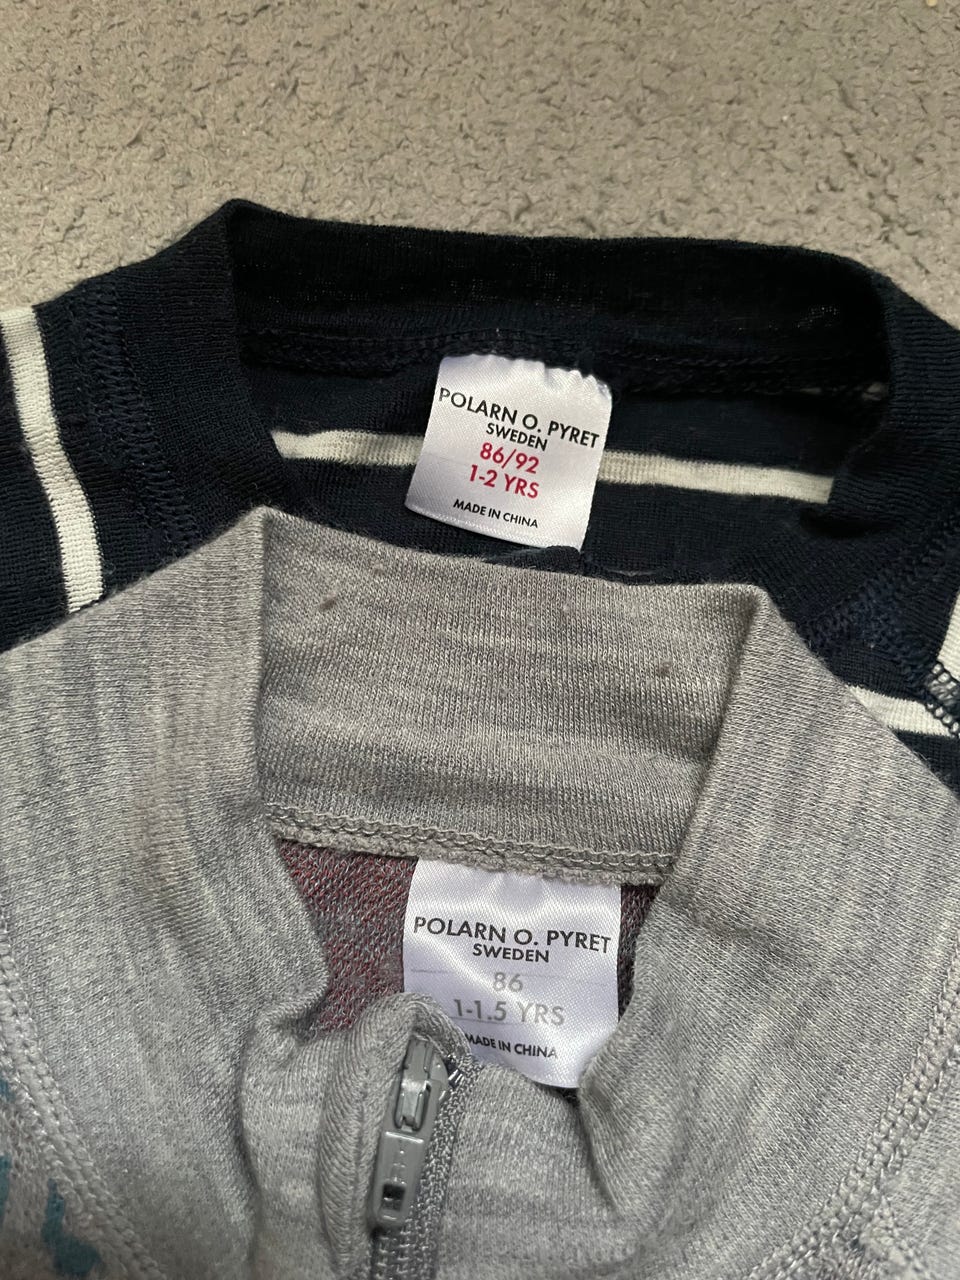 POLARN O. PYRET
SWEDEN
86/92
1-2 YRS
MADE IN CHINA
POLARN O. PYRET
SWEDEN
86
1-1.5 YRS
MADE IN CHINA